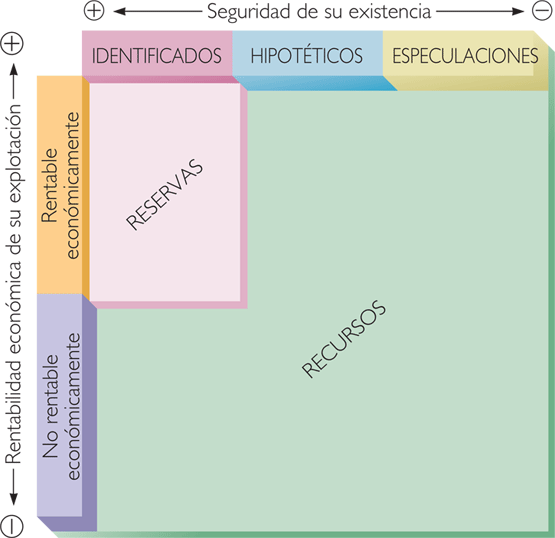 Seguridad de su existencia
+
−
+
IDENTIFICADOS
HIPOTÉTICOS
ESPECULACIONES
Rentabilidad económica de su explotación
Rentable
económicamente
RESERVAS
No rentable
económicamente
RECURSOS
−